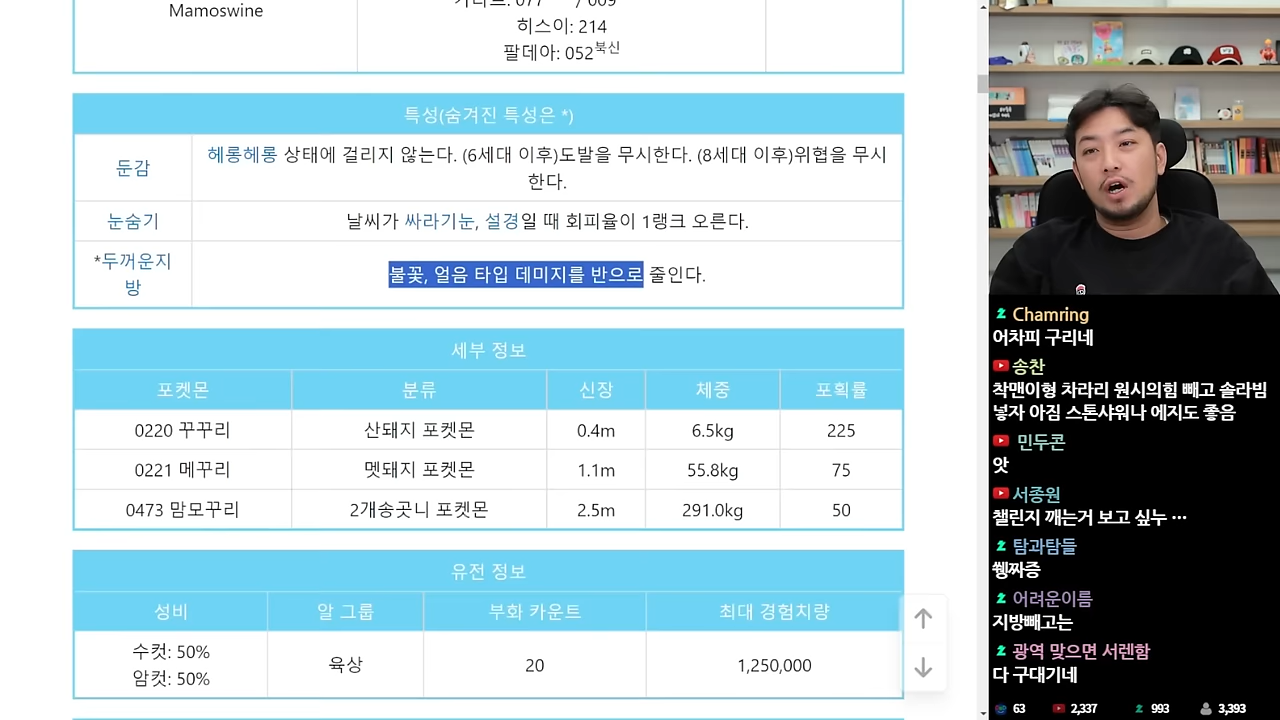 Mamoswine
히스이: 214
팔데아: 052북신
특성(숨겨진 특성은 *)
둔감
헤롱헤롱 상태에 걸리지 않는다. (6세대 이후)도발을 무시한다. (8세대 이후)위협을 무시
한다.
눈숨기
날씨가 싸라기눈, 설경일 때 회피율이 1랭크 오른다.
*두꺼운지
방
불꽃, 얼음 타입 데미지를 반으로 줄인다.
세부 정보
포켓몬 분류 신장 체중 포획률
0220 꾸꾸리 산돼지 포켓몬 0.4m 6.5kg 225
0221 메꾸리 멧돼지 포켓몬 1.1m 55.8kg 75
0473 맘모꾸리 2개송곳니 포켓몬 2.5m 291.0kg 50
유전 정보
성비 알 그룹 부화 카운트 최대 경험치량
수컷: 50%
암컷: 50%
육상 20 1,250,000
Chamring
어차피 구리네
송찬
착맨이형 차라리 원시의힘 빼고 솔라빔
넣자 아짐 스톤샤워나 에지도 좋음
민두콘
앗
서종원
챌린지 깨는거 보고 싶누 …
탐과탐들
쒱짜증
어려운이름
지방빼고는
광역 맞으면 서렌함
다 구대기네
63 2,337 993 3,393